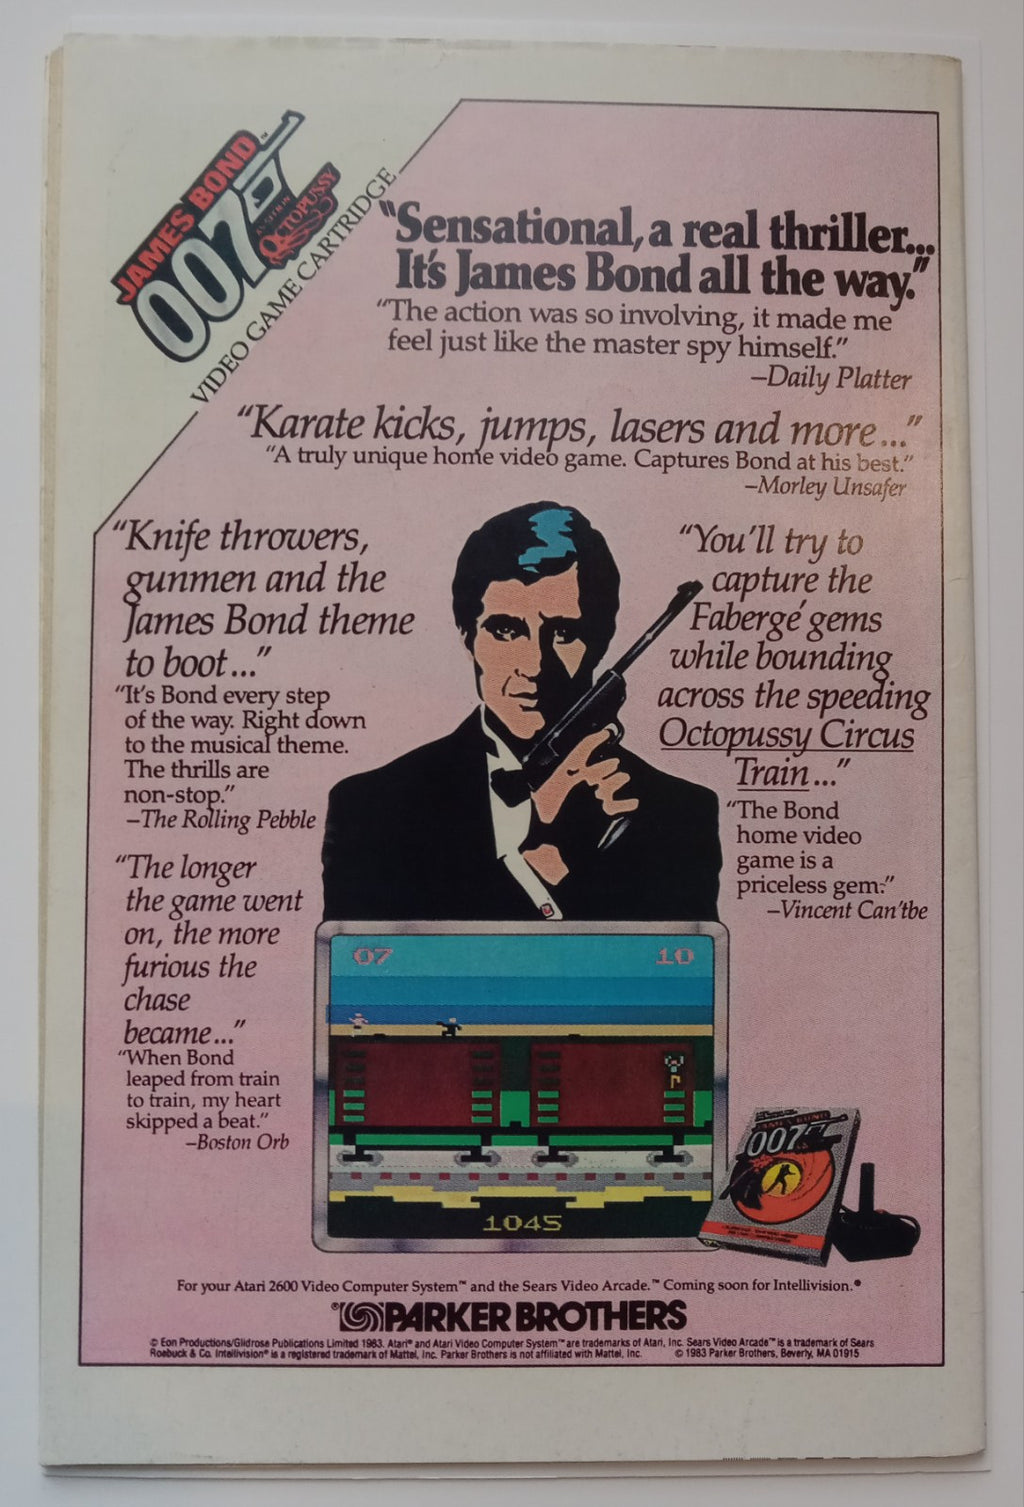 JAMES BOND™
007
AS SEEN IN
OCTOPUSSY
VIDEO GAME CARTRIDGE
“Sensational, a real thriller...
It's James Bond all the way.”
“The action was so involving, it made me
feel just like the master spy himself.”
–Daily Platter
“Karate kicks, jumps, lasers and more...”
“A truly unique home video game. Captures Bond at his best.”
–Morley Unsafer
“Knife throwers,
gunmen and the
James Bond theme
to boot...”
“It's Bond every step
of the way. Right down
to the musical theme.
The thrills are
non-stop.”
–The Rolling Pebble
“The longer
the game went
on, the more
furious the
chase
became...”
“When Bond
leaped from train
to train, my heart
skipped a beat.”
–Boston Orb
“You'll try to
capture the
Fabergé gems
while bounding
across the speeding
Octopussy Circus
Train...”
“The Bond
home video
game is a
priceless gem.”
–Vincent Can'tbe
07 10
1045
JAMES BOND
007
For your Atari 2600 Video Computer System™ and the Sears Video Arcade.™ Coming soon for Intellivision.®
PARKER BROTHERS
© Eon Productions/Glidrose Publications Limited 1983. Atari® and Atari Video Computer System™ are trademarks of Atari, Inc. Sears Video Arcade™ is a trademark of Sears
Roebuck & Co. Intellivision® is a registered trademark of Mattel, Inc. Parker Brothers is not affiliated with Mattel, Inc. © 1983 Parker Brothers, Beverly, MA 01915